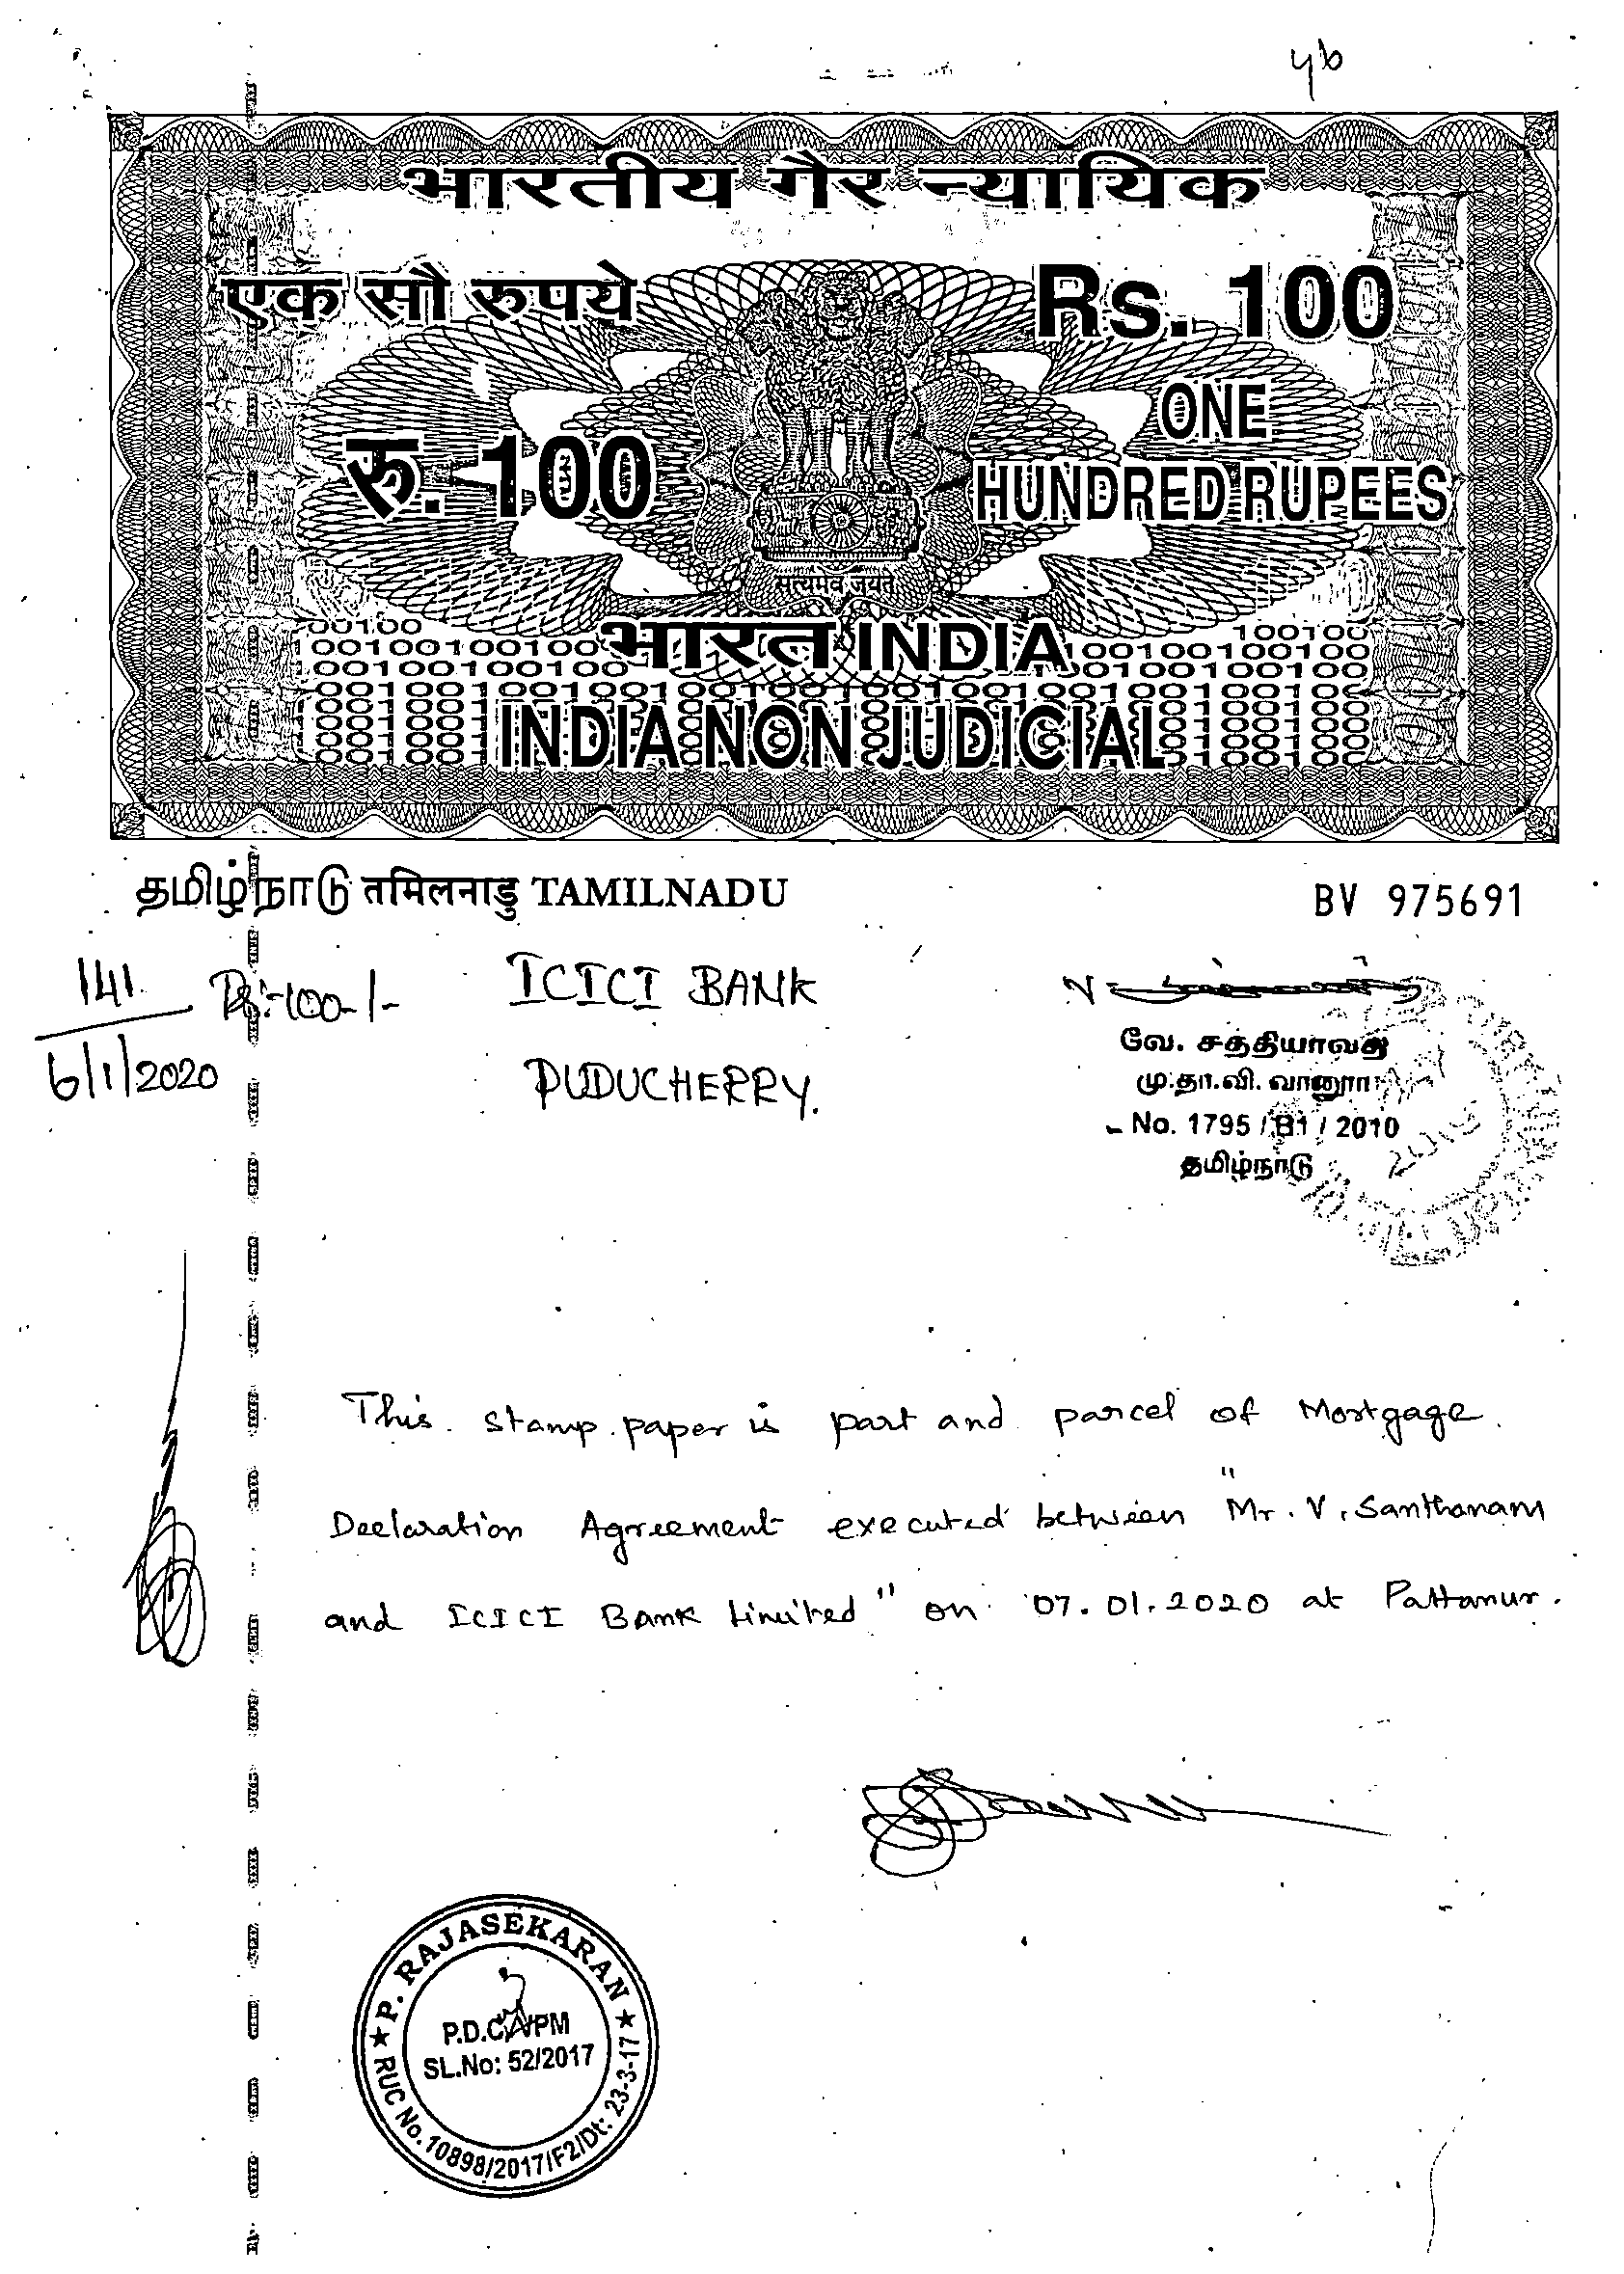 yb
भारतीय गैर न्यायिक
एक सौ रुपये
Rs. 100
रु. 100
ONE
HUNDRED RUPEES
सत्यमेव जयते
भारत INDIA
INDIA NON JUDICIAL
தமிழ்நாடு तमिलनाडु TAMILNADU
BV 975691
141
6/1/2020
Rs:-100-/-
ICICI BANK
PUDUCHERRY.
வே. சத்தியாவதி
மு.தா.வி. வானூர்
No. 1795 / B1 / 2010
தமிழ்நாடு
This stamp paper is part and parcel of Mortgage
Declaration Agreement executed between "Mr. V. Santhanam
and ICICI Bank Limited" on 07.01.2020 at Pattanur.
P. RAJASEKARAN
P.D.C/VPM
SL.No: 52/2017
RUC No. 10898/2017/F2/Dt: 23-3-17